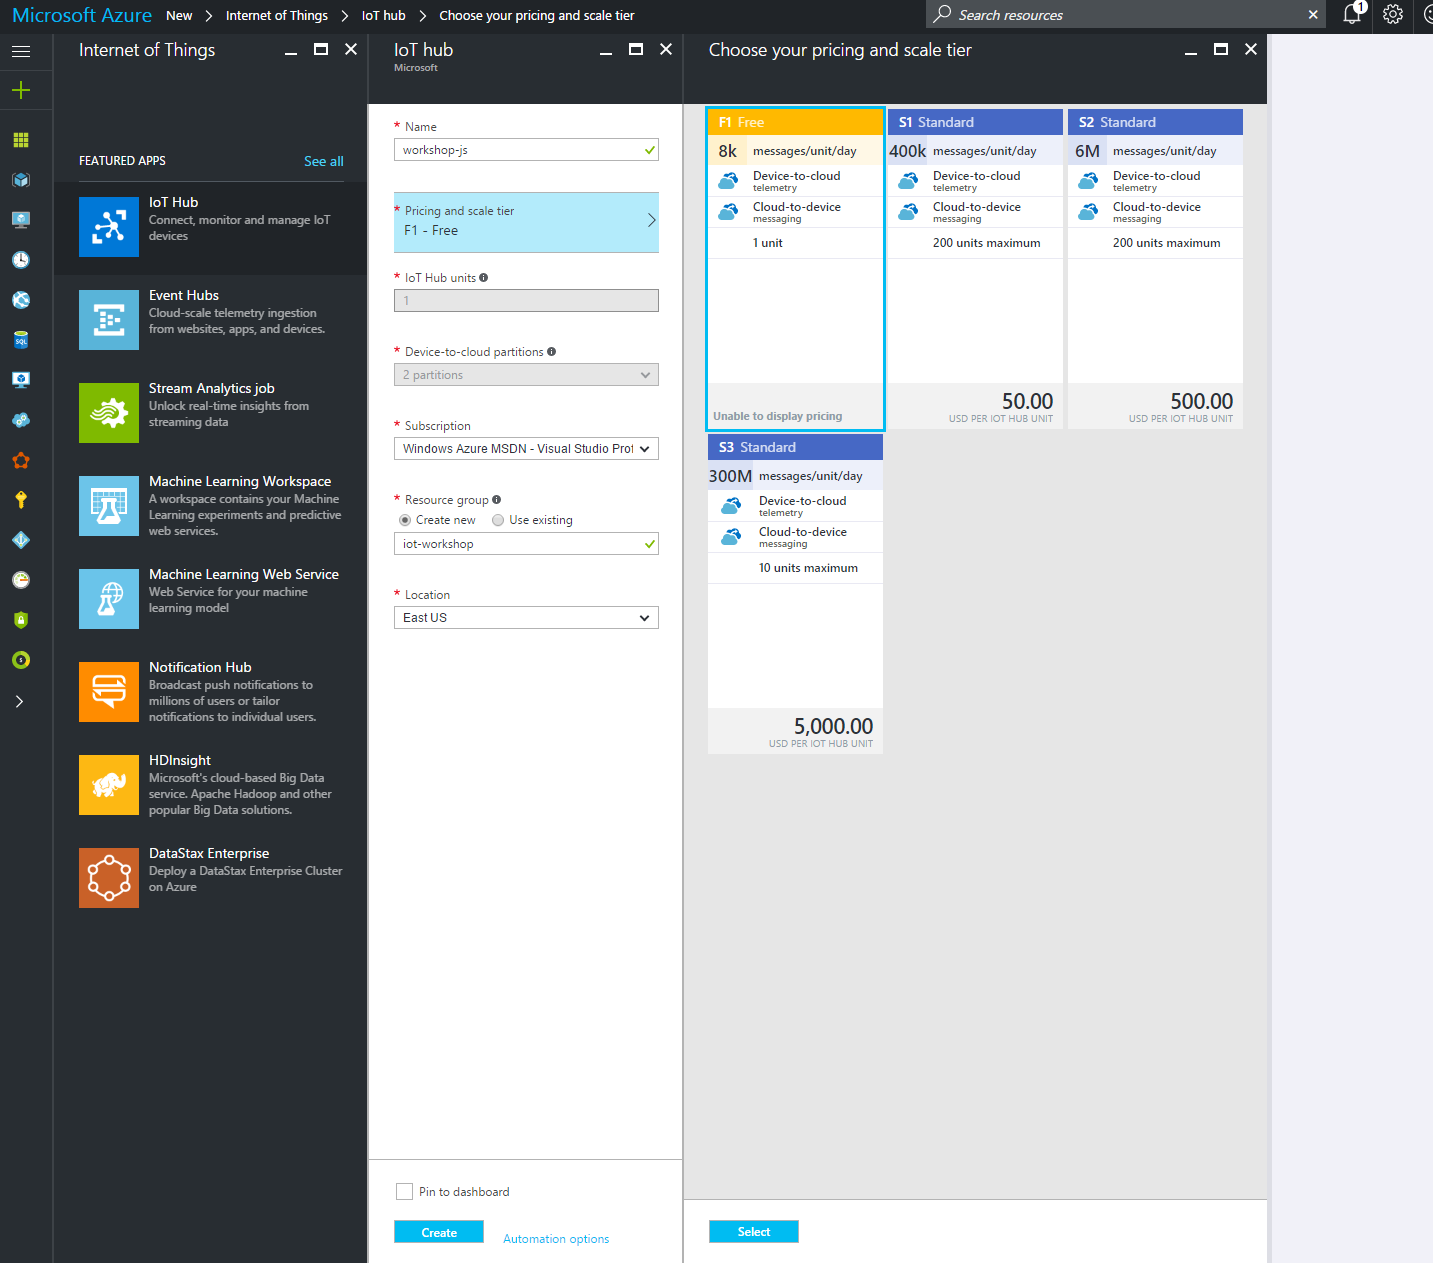 Microsoft Azure New > Internet of Things > IoT hub > Choose your pricing and scale tier
Search resources
1
Internet of Things
FEATURED APPS
See all
IoT Hub
Connect, monitor and manage IoT
devices
Event Hubs
Cloud-scale telemetry ingestion
from websites, apps, and devices.
Stream Analytics job
Unlock real-time insights from
streaming data
Machine Learning Workspace
A workspace contains your Machine
Learning experiments and predictive
web services.
Machine Learning Web Service
Web Service for your machine
learning model
Notification Hub
Broadcast push notifications to
millions of users or tailor
notifications to individual users.
HDInsight
Microsoft's cloud-based Big Data
service. Apache Hadoop and other
popular Big Data solutions.
DataStax Enterprise
Deploy a DataStax Enterprise Cluster
on Azure
SQL
IoT hub
Microsoft
* Name
workshop-js
* Pricing and scale tier
F1 - Free
* IoT Hub units
1
* Device-to-cloud partitions
2 partitions
* Subscription
Windows Azure MSDN - Visual Studio Prof
* Resource group
Create new
Use existing
iot-workshop
* Location
East US
Pin to dashboard
Create
Automation options
Choose your pricing and scale tier
F1 Free
8k messages/unit/day
Device-to-cloud
telemetry
Cloud-to-device
messaging
1 unit
Unable to display pricing
S1 Standard
400k messages/unit/day
Device-to-cloud
telemetry
Cloud-to-device
messaging
200 units maximum
50.00
USD PER IOT HUB UNIT
S2 Standard
6M messages/unit/day
Device-to-cloud
telemetry
Cloud-to-device
messaging
200 units maximum
500.00
USD PER IOT HUB UNIT
S3 Standard
300M messages/unit/day
Device-to-cloud
telemetry
Cloud-to-device
messaging
10 units maximum
5,000.00
USD PER IOT HUB UNIT
Select